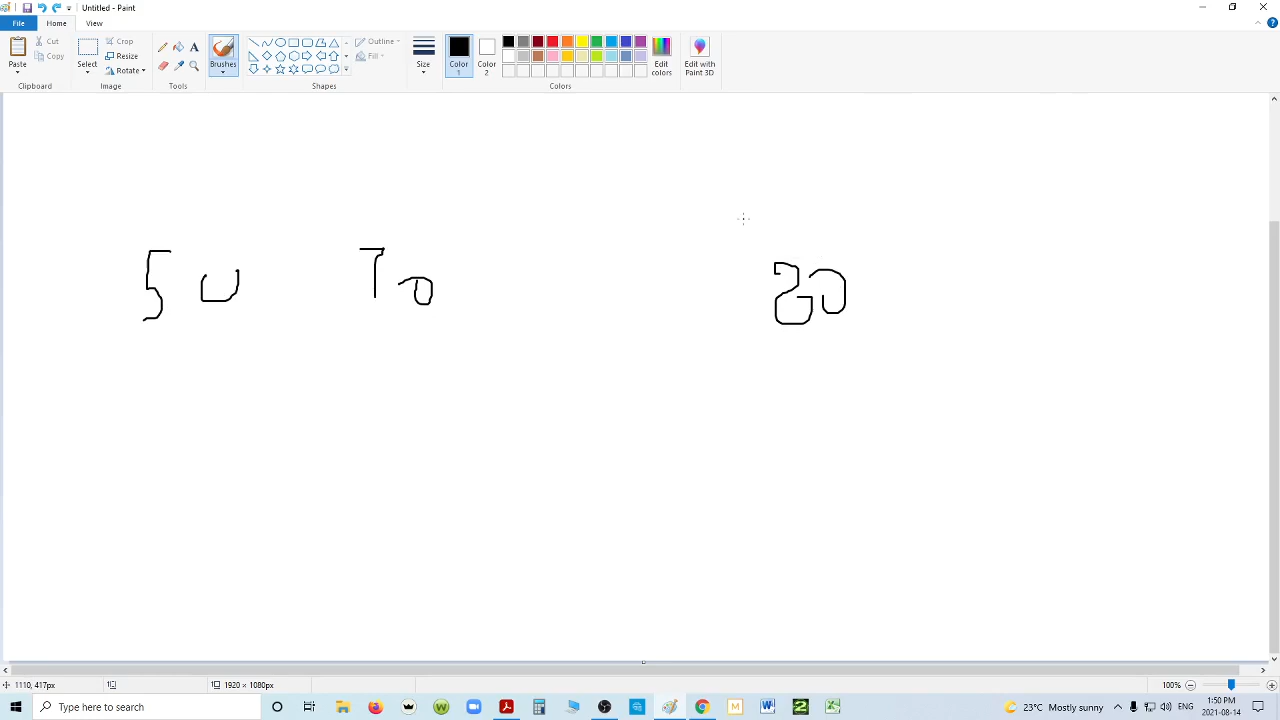 Untitled - Paint
File Home View
Paste Cut Copy Clipboard
Select Crop Resize Rotate Image
Tools
Brushes
Shapes Outline Fill
Size
Color 1 Color 2 Edit colors Edit with Paint 3D Colors
50 70 20
1110, 417px 1920 × 1080px 100%
Type here to search 23°C Mostly sunny ENG 1:50 PM
2021-08-14